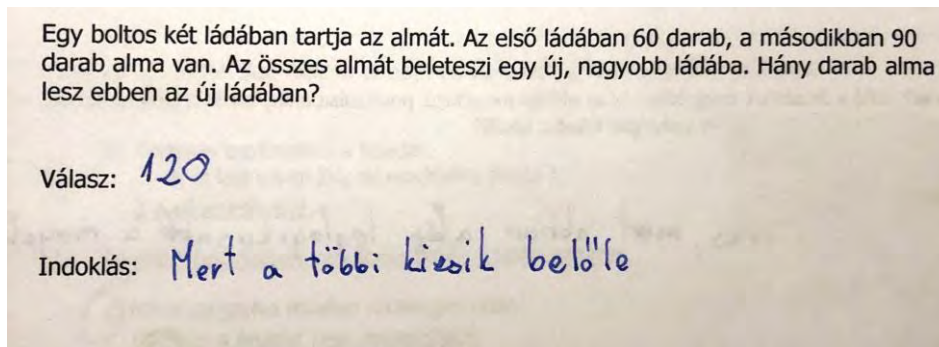 Egy boltos két ládában tartja az almát. Az első ládában 60 darab, a másodikban 90
darab alma van. Az összes almát beleteszi egy új, nagyobb ládába. Hány darab alma
lesz ebben az új ládában?
Válasz: 120
Indoklás: Mert a többi kiesik belőle